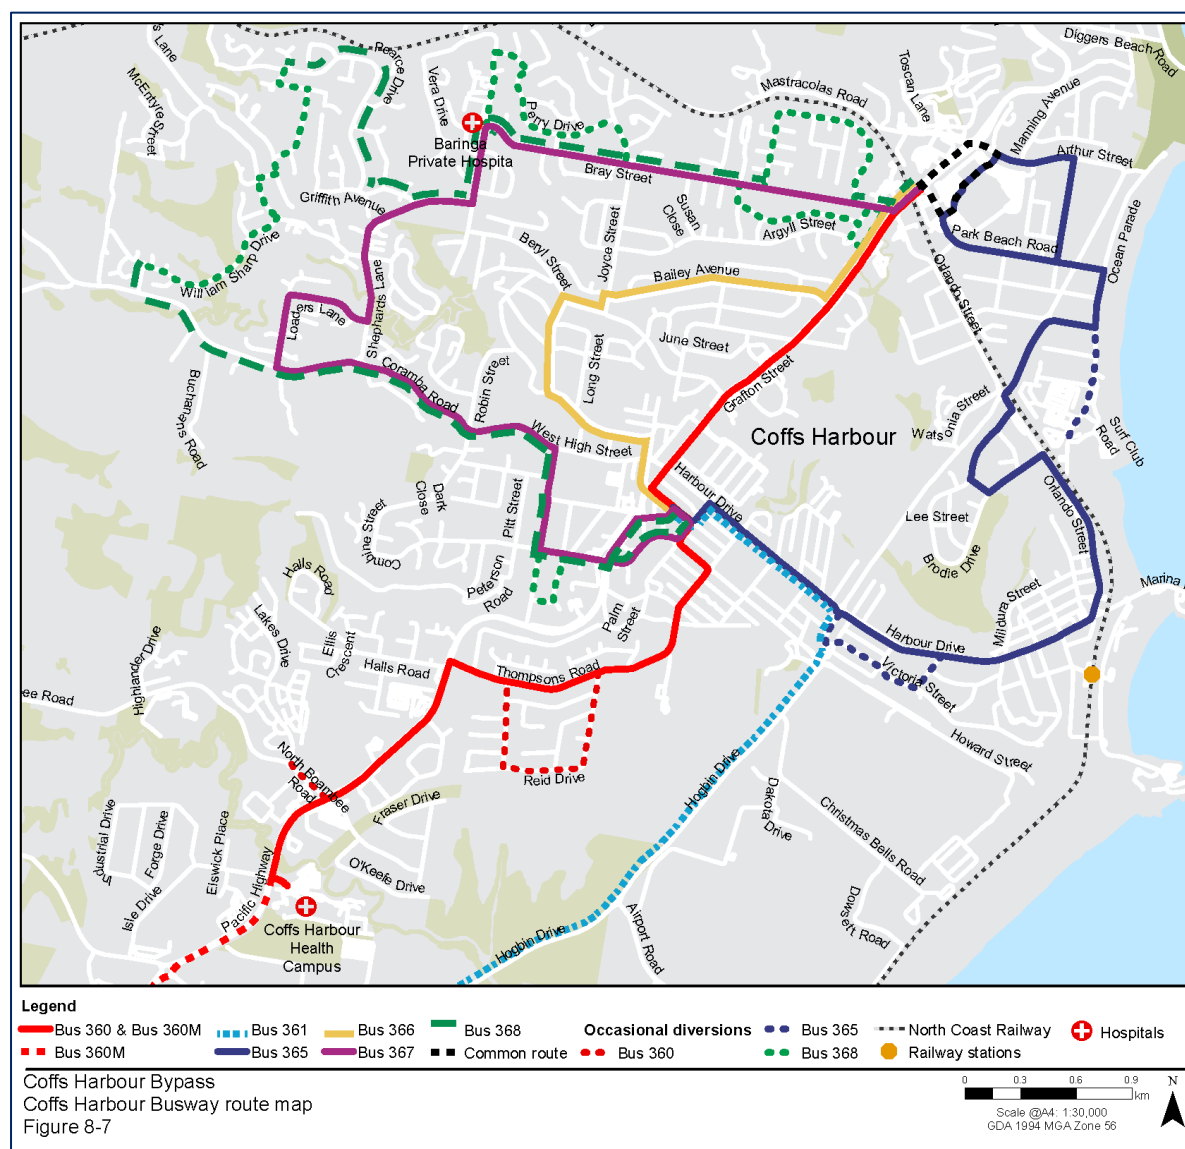 Diggers Beach Road
s Lane
Pearce Drive
Toscan Lane
McEntyre Street
Vera Drive
Mastracolas Road
Manning Avenue
Perry Drive
Baringa
Private Hospita
Arthur Street
Bray Street
Griffith Avenue
Susan
Close
Joyce Street
Argyll Street
Ocean Parade
Beryl Street
Park Beach Road
William Sharp Drive
Bailey Avenue
Orlando Street
Load
ers Lane
Shephards Lane
June Street
Coramba Road
Robin Street
Long Street
Grafton Street
Buchanans Road
Wats
onia Street
Surf Club
Road
West High Street
Coffs Harbour
Harbour Drive
Dark
Close
Pitt Street
Orlando Street
Lee Street
Combine Street
Brodie Drive
Halls Road
Peterson
Road
Palm
Street
Mildura Street
Marina
Lakes Drive
Ellis
Crescent
Harbour Drive
Highlander Drive
Halls Road
Thompsons Road
Victoria Street
ee Road
Howard Street
North Boambee
Road
Reid Drive
Hogbin Drive
Dakota
Drive
Fraser Drive
Christmas Bells Road
Industrial Drive
Forge Drive
Elswick Place
O'Keefe Drive
Isle Drive
Pacific Highway
Dowsett Road
Airport Road
Hogbin Drive
Coffs Harbour
Health
Campus
Legend
Bus 360 & Bus 360M
Bus 361
Bus 366
Bus 368
Occasional diversions
Bus 365
North Coast Railway
Hospitals
Bus 360M
Bus 365
Bus 367
Common route
Bus 360
Bus 368
Railway stations
Coffs Harbour Bypass
Coffs Harbour Busway route map
Figure 8-7
0 0.3 0.6 0.9
km
Scale @A4: 1:30,000
GDA 1994 MGA Zone 56
N